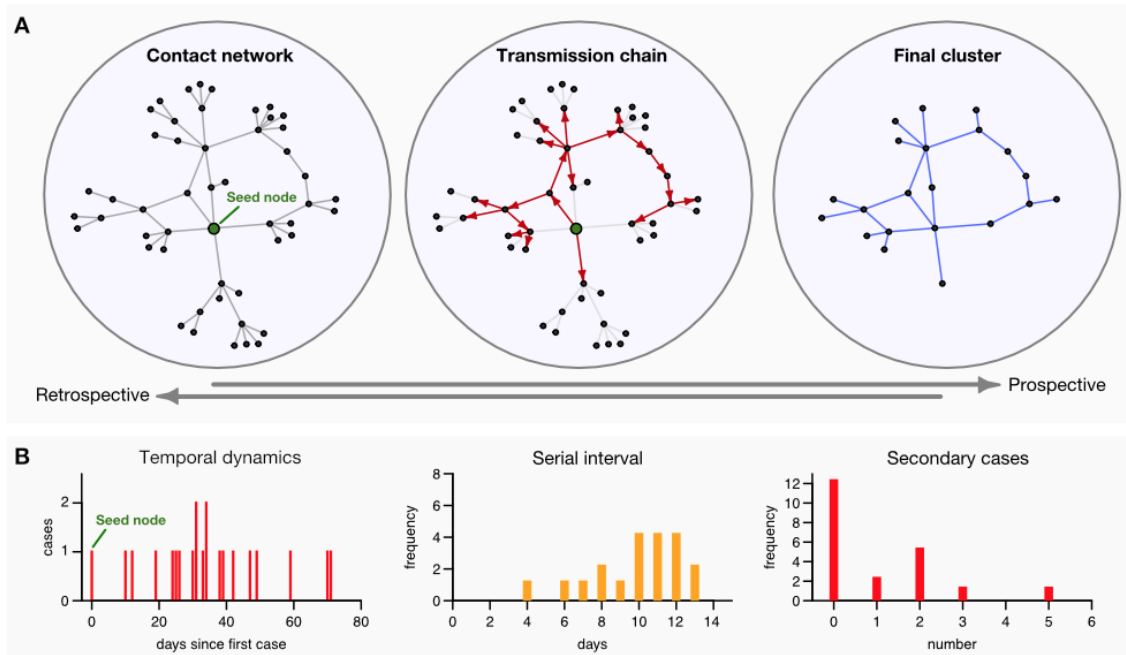 A
Contact network
Transmission chain
Final cluster
Seed node
Retrospective
Prospective
B
Temporal dynamics
Serial interval
Secondary cases
cases
2
1
0
Seed node
0 20 40 60 80
days since first case
frequency
8
6
4
2
0
0 2 4 6 8 10 12 14
days
frequency
12
10
8
6
4
2
0
0 1 2 3 4 5 6
number